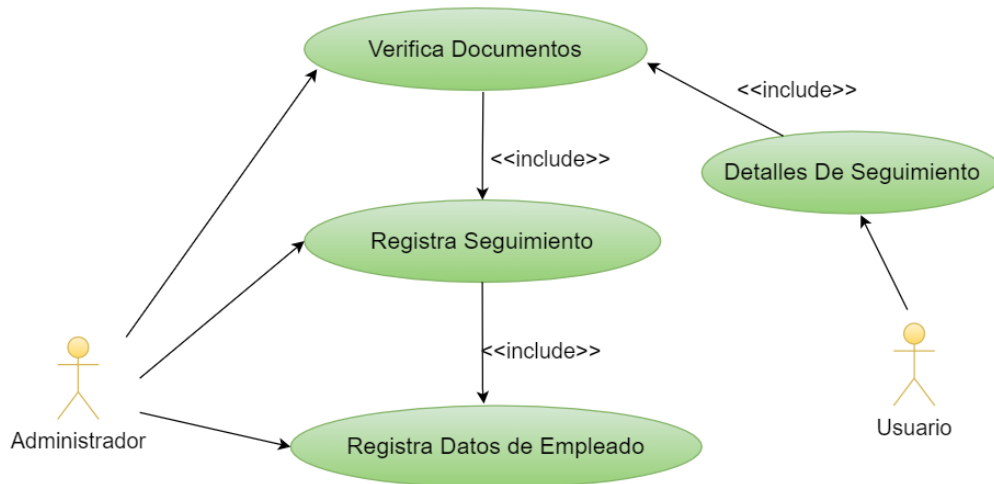 Verifica Documentos
<<include>>
<<include>>
Detalles De Seguimiento
Registra Seguimiento
<<include>>
Administrador
Registra Datos de Empleado
Usuario